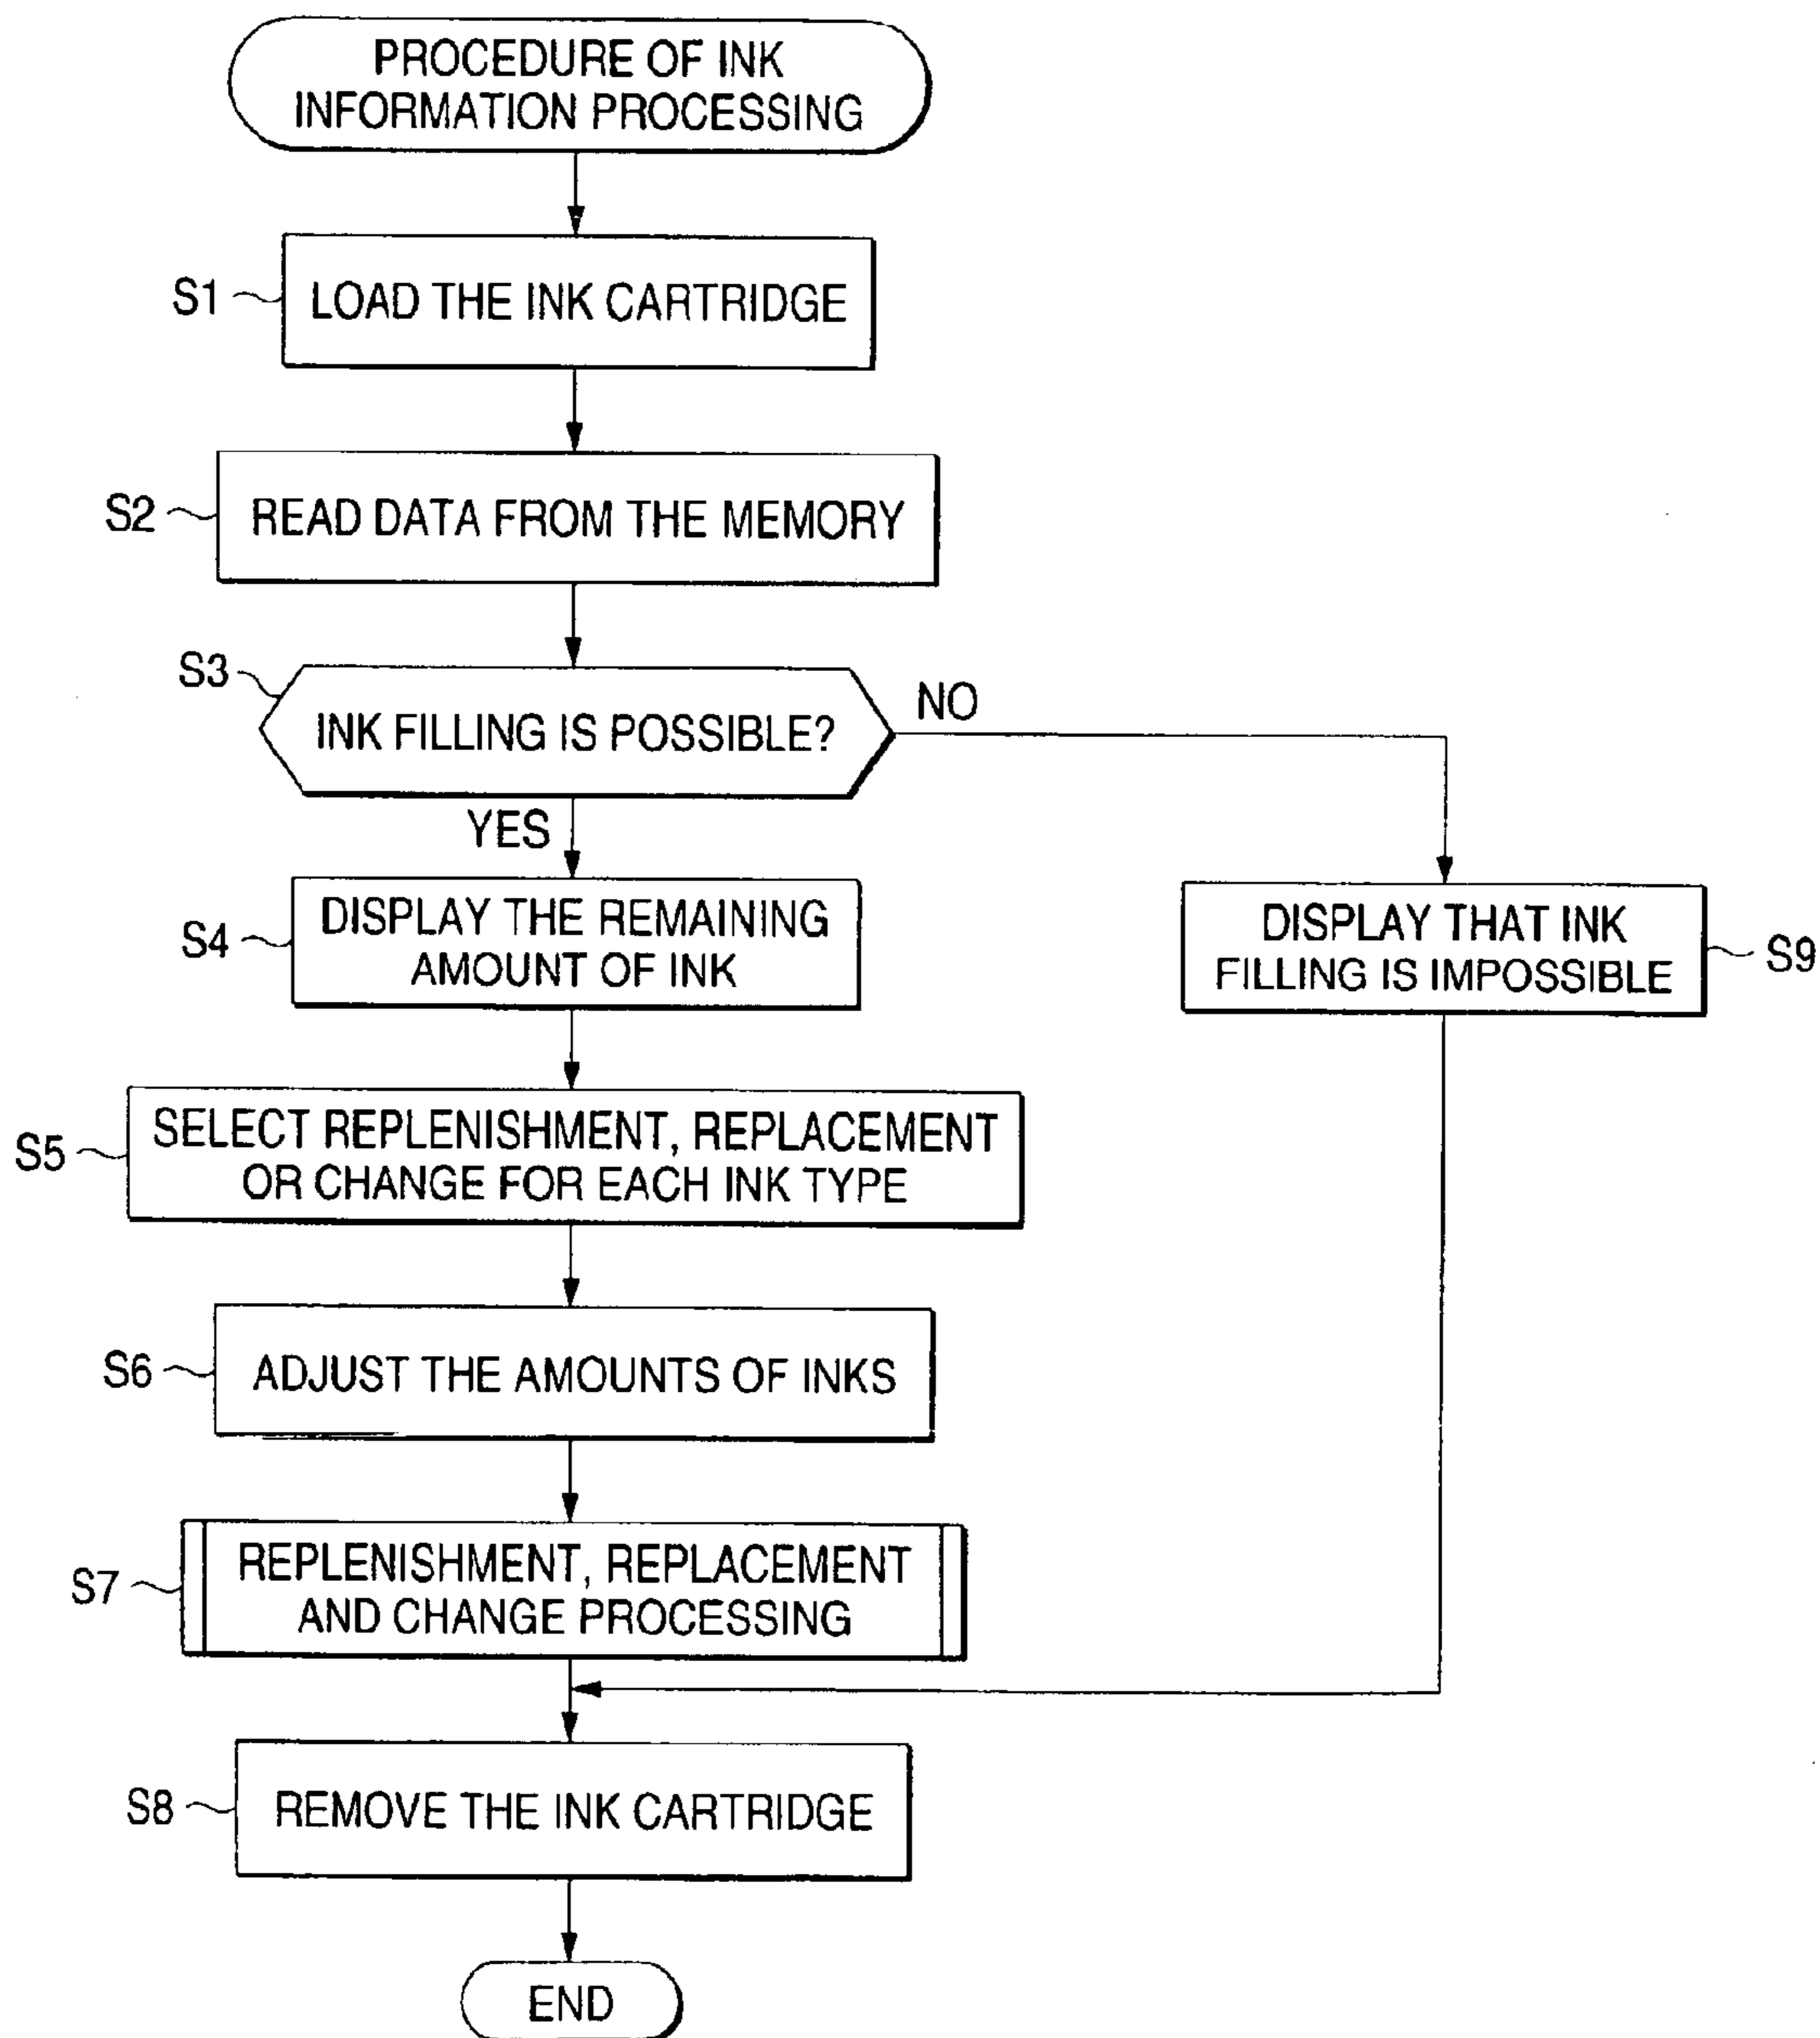 PROCEDURE OF INK
INFORMATION PROCESSING
S1
LOAD THE INK CARTRIDGE
S2
READ DATA FROM THE MEMORY
S3
INK FILLING IS POSSIBLE?
NO
YES
S4
DISPLAY THE REMAINING
AMOUNT OF INK
DISPLAY THAT INK
FILLING IS IMPOSSIBLE
S9
S5
SELECT REPLENISHMENT, REPLACEMENT
OR CHANGE FOR EACH INK TYPE
S6
ADJUST THE AMOUNTS OF INKS
S7
REPLENISHMENT, REPLACEMENT
AND CHANGE PROCESSING
S8
REMOVE THE INK CARTRIDGE
END